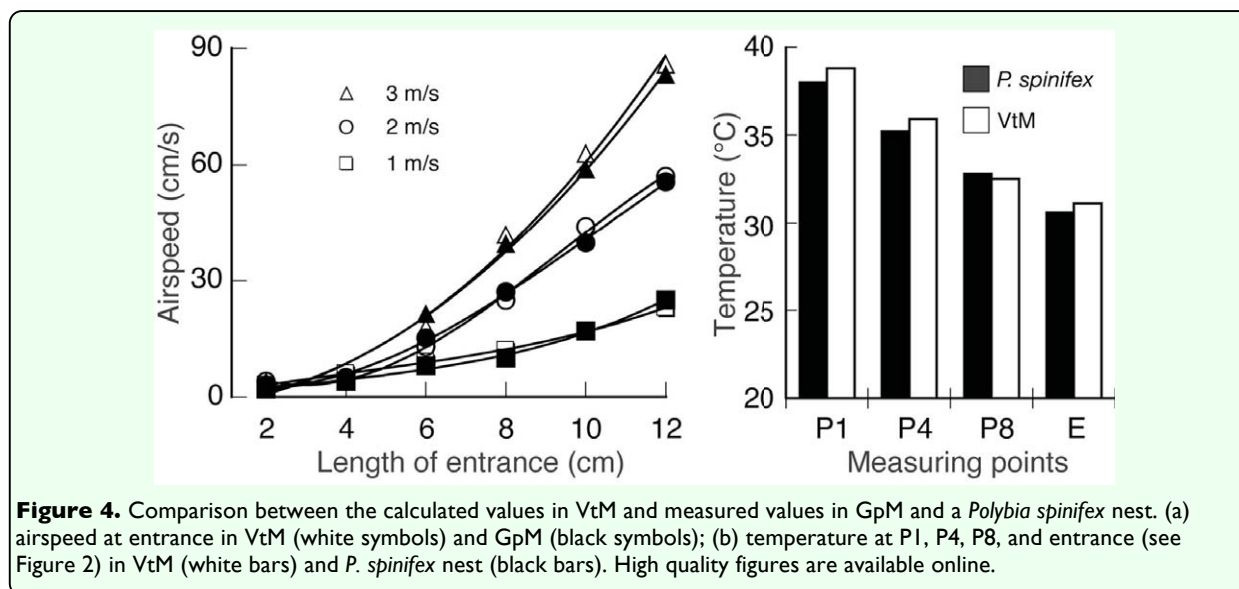 90
60
30
0
Airspeed (cm/s)
3 m/s
2 m/s
1 m/s
2 4 6 8 10 12
Length of entrance (cm)
40
35
30
25
20
Temperature (°C)
P. spinifex
VtM
P1 P4 P8 E
Measuring points
Figure 4. Comparison between the calculated values in VtM and measured values in GpM and a Polybia spinifex nest. (a)
airspeed at entrance in VtM (white symbols) and GpM (black symbols); (b) temperature at P1, P4, P8, and entrance (see
Figure 2) in VtM (white bars) and P. spinifex nest (black bars). High quality figures are available online.